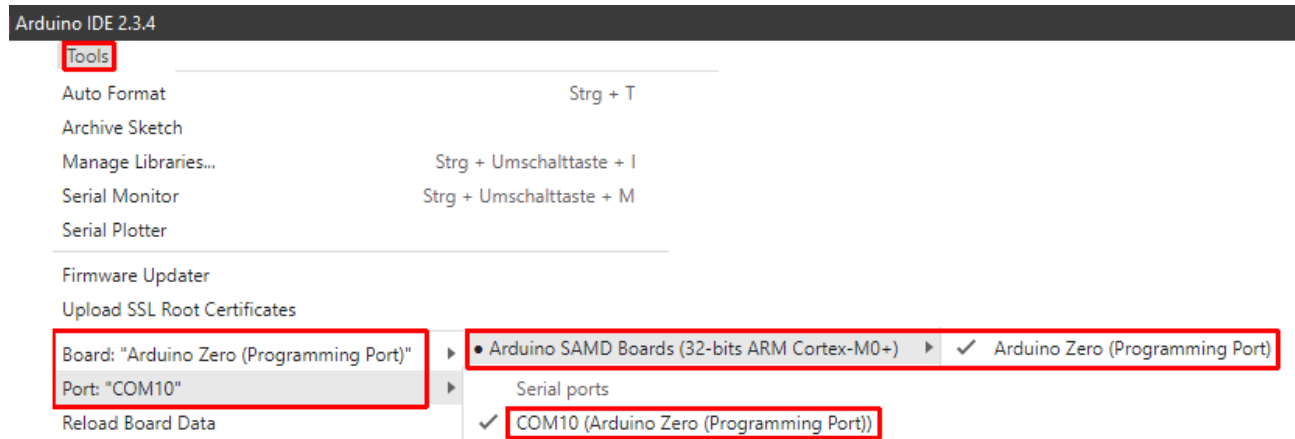 Arduino IDE 2.3.4
Tools
Auto Format Strg + T
Archive Sketch
Manage Libraries... Strg + Umschalttaste + I
Serial Monitor Strg + Umschalttaste + M
Serial Plotter
Firmware Updater
Upload SSL Root Certificates
Board: "Arduino Zero (Programming Port)" ● Arduino SAMD Boards (32-bits ARM Cortex-M0+) ✓ Arduino Zero (Programming Port)
Port: "COM10" Serial ports
Reload Board Data ✓ COM10 (Arduino Zero (Programming Port))